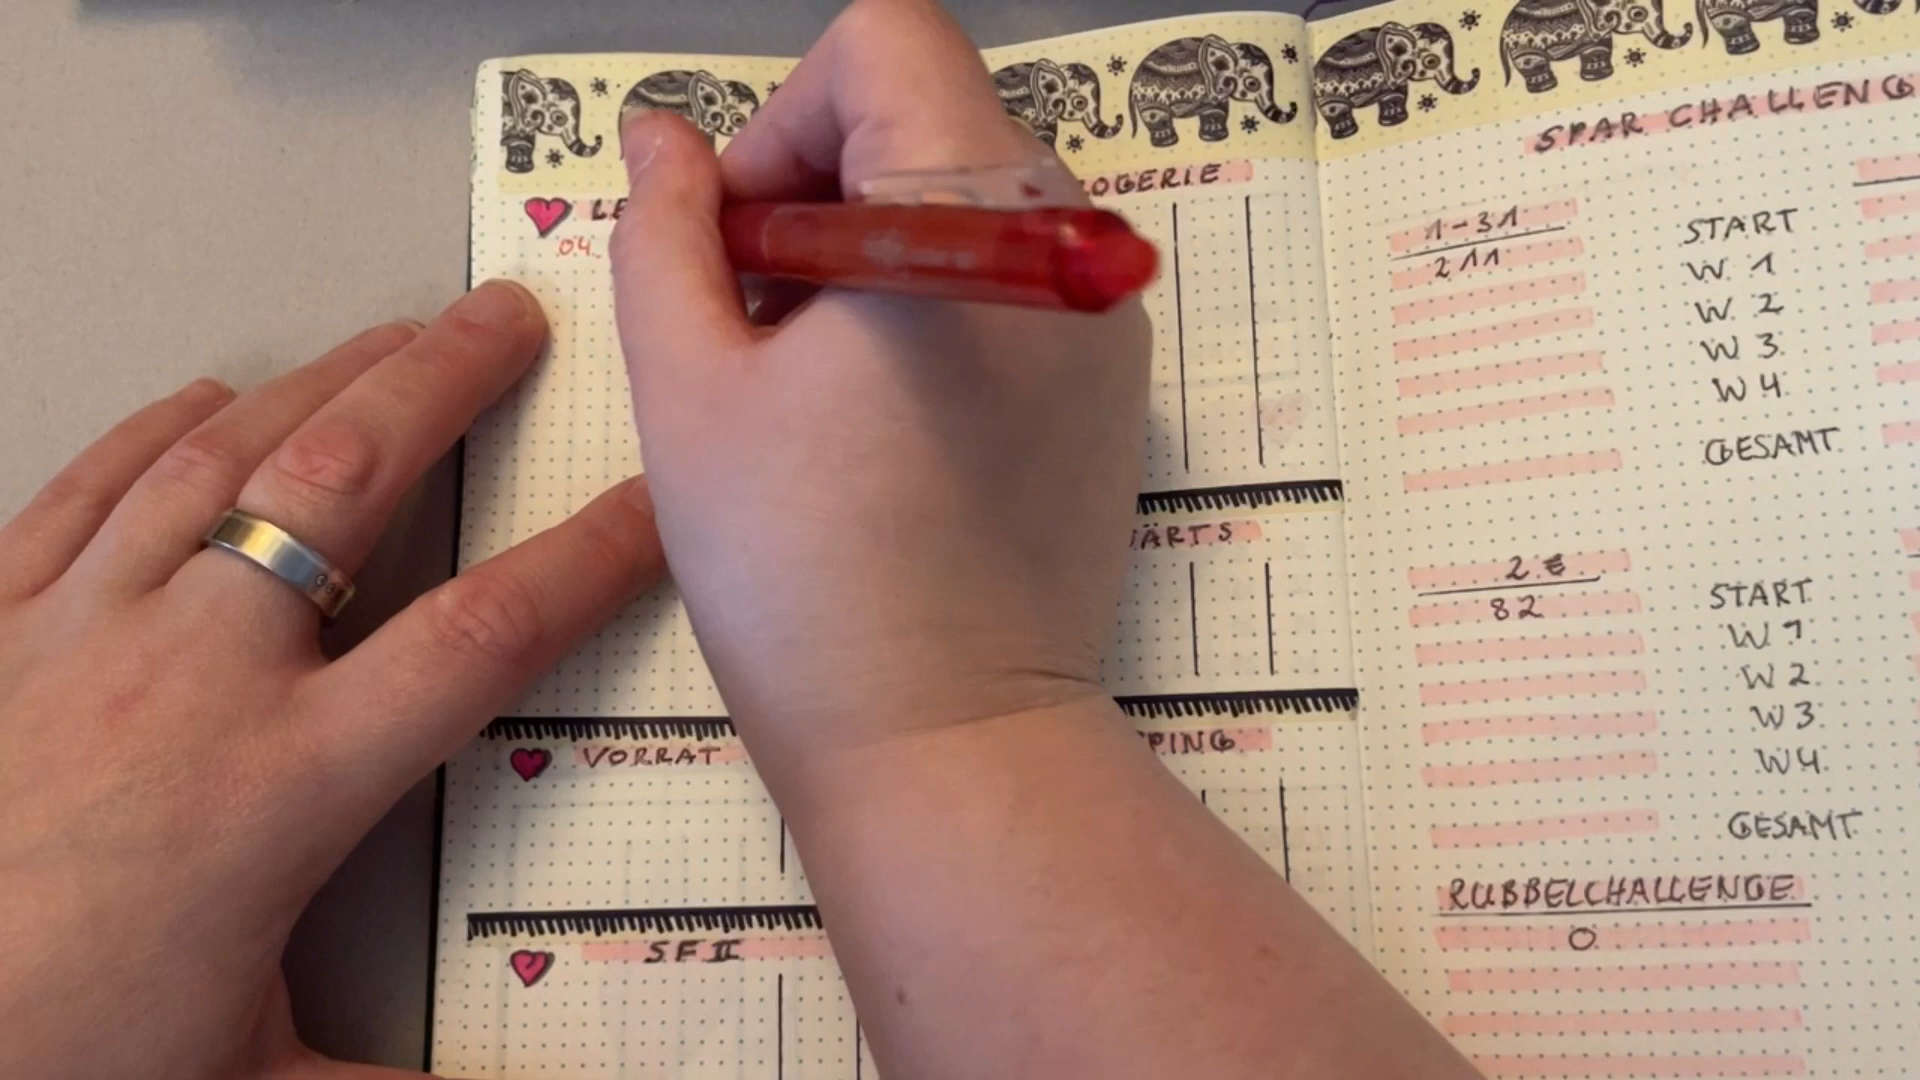 04.
VORRAT
SF II
SPAR CHALLENG
1-31
211
START
W 1
W 2
W 3
W 4
GESAMT
2 €
82
START
W 1
W 2
W 3
W 4
GESAMT
RUBBELCHALLENGE
0